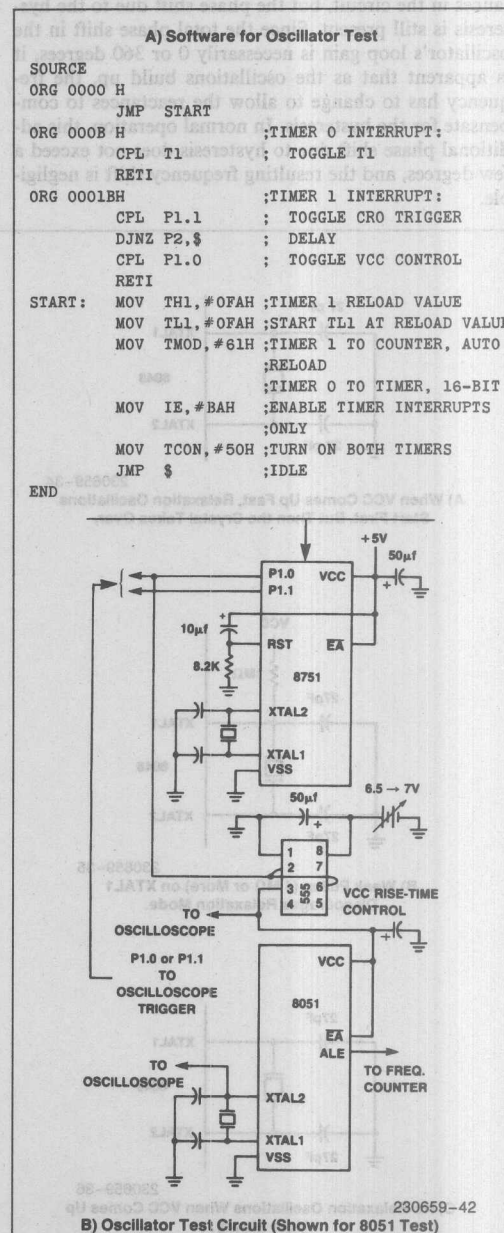 A) Software for Oscillator Test
SOURCE
ORG 0000 H
JMP START
ORG 000B H ;TIMER 0 INTERRUPT:
CPL T1 ; TOGGLE T1
RETI
ORG 0001BH ;TIMER 1 INTERRUPT:
CPL P1.1 ; TOGGLE CRO TRIGGER
DJNZ P2,$ ; DELAY
CPL P1.0 ; TOGGLE VCC CONTROL
RETI
START: MOV TH1,#0FAH ;TIMER 1 RELOAD VALUE
MOV TL1,#0FAH ;START TL1 AT RELOAD VALUE
MOV TMOD,#61H ;TIMER 1 TO COUNTER, AUTO
;RELOAD
;TIMER 0 TO TIMER, 16-BIT
MOV IE,#BAH ;ENABLE TIMER INTERRUPTS
;ONLY
MOV TCON,#50H ;TURN ON BOTH TIMERS
JMP $ ;IDLE
END
+5V
50µf
P1.0 VCC
P1.1
10µf +
RST EA
8.2K
8751
XTAL2
XTAL1
VSS
50µf
6.5 → 7V
1 8
2 7
3 6
4 5
555
VCC RISE-TIME
CONTROL
TO
OSCILLOSCOPE
P1.0 or P1.1
TO
OSCILLOSCOPE
TRIGGER
VCC
8051
EA
ALE
TO FREQ.
COUNTER
TO
OSCILLOSCOPE
XTAL2
XTAL1
VSS
230659-42
B) Oscillator Test Circuit (Shown for 8051 Test)